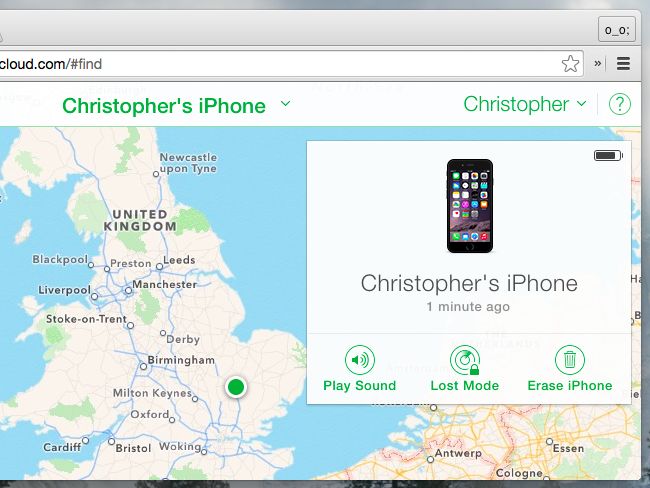 o_o;
cloud.com/#find
»
Christopher's iPhone
Christopher
?
Newcastle
upon Tyne
UNITED
KINGDOM
Blackpool
Preston
Leeds
Liverpool
Manchester
Stoke-on-Trent
Derby
Birmingham
Milton Keynes
Oxford
Cardiff
Bristol
Woking
Christopher's iPhone
1 minute ago
Play Sound
Lost Mode
Erase iPhone
Antwerp
Essen
Cologne